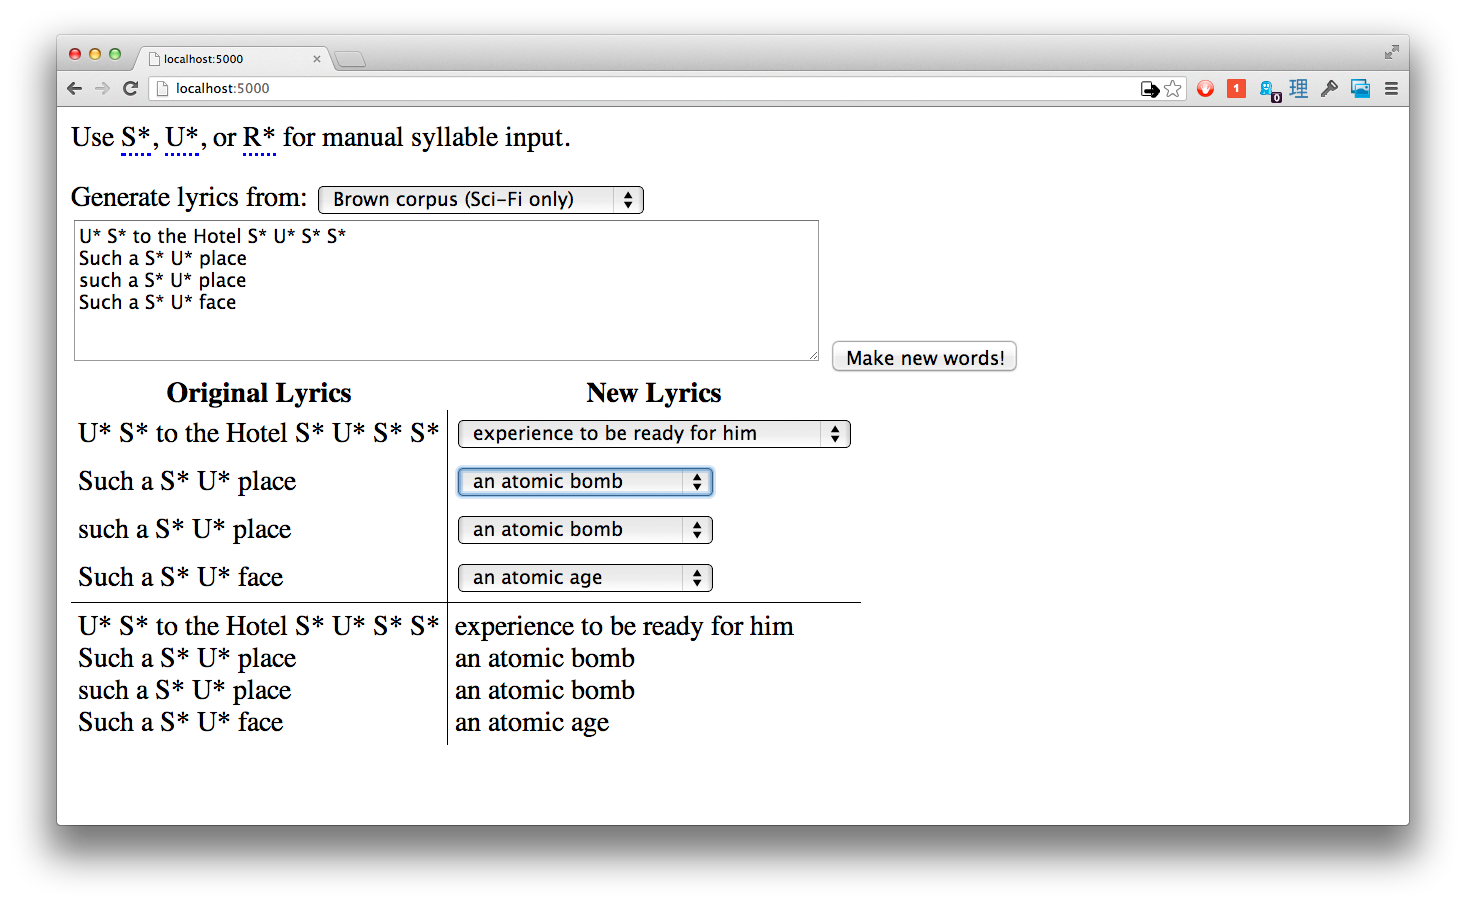 localhost:5000
localhost:5000
1
0
理
Use S*, U*, or R* for manual syllable input.
Generate lyrics from: Brown corpus (Sci-Fi only)
U* S* to the Hotel S* U* S* S*
Such a S* U* place
such a S* U* place
Such a S* U* face
Make new words!
Original Lyrics New Lyrics
U* S* to the Hotel S* U* S* S* experience to be ready for him
Such a S* U* place an atomic bomb
such a S* U* place an atomic bomb
Such a S* U* face an atomic age
U* S* to the Hotel S* U* S* S* experience to be ready for him
Such a S* U* place an atomic bomb
such a S* U* place an atomic bomb
Such a S* U* face an atomic age